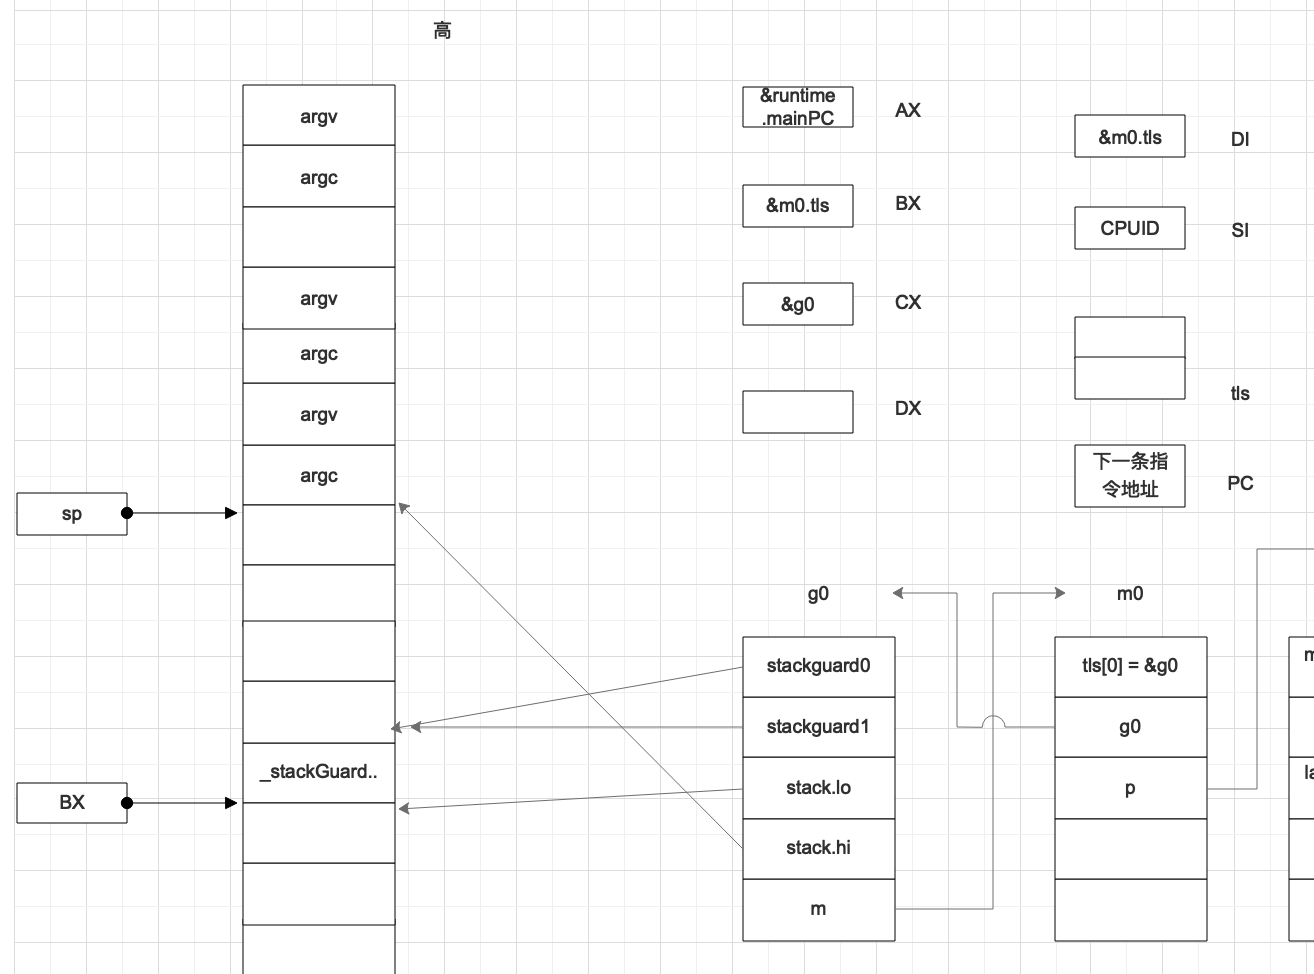 高
argv
argc
argv
argc
argv
argc
sp
_stackGuard..
BX
&runtime
.mainPC
AX
&m0.tls
BX
&g0
CX
DX
&m0.tls
DI
CPUID
SI
tls
下一条指
令地址
PC
g0
stackguard0
stackguard1
stack.lo
stack.hi
m
m0
tls[0] = &g0
g0
p